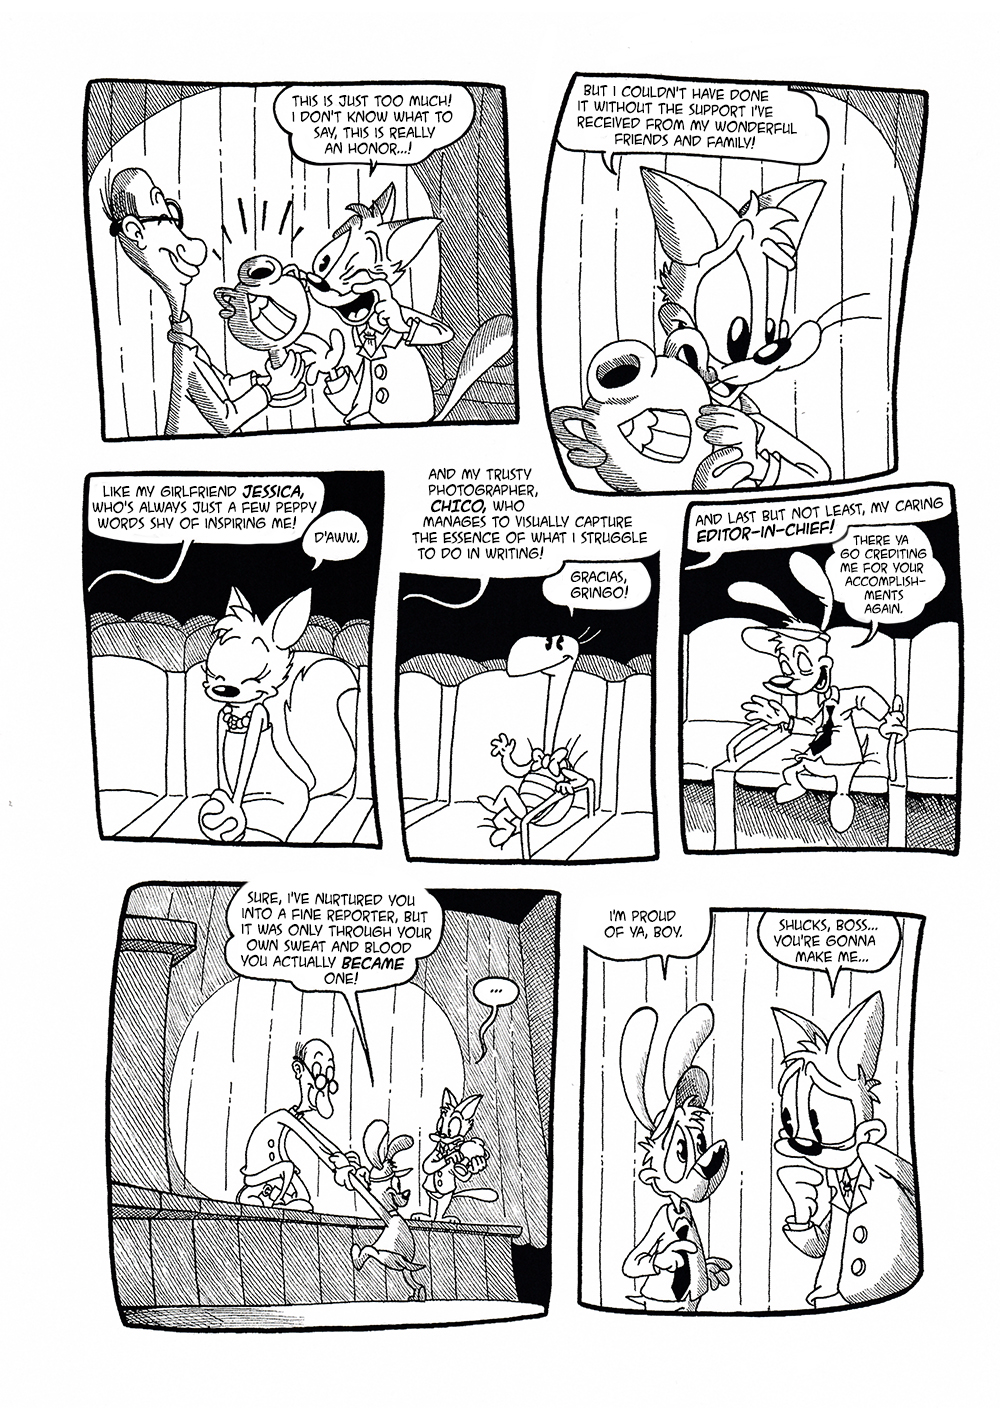 THIS IS JUST TOO MUCH!
I DON'T KNOW WHAT TO
SAY, THIS IS REALLY
AN HONOR...!
BUT I COULDN'T HAVE DONE
IT WITHOUT THE SUPPORT I'VE
RECEIVED FROM MY WONDERFUL
FRIENDS AND FAMILY!
LIKE MY GIRLFRIEND JESSICA,
WHO'S ALWAYS JUST A FEW PEPPY
WORDS SHY OF INSPIRING ME!
D'AWW.
AND MY TRUSTY
PHOTOGRAPHER,
CHICO, WHO
MANAGES TO VISUALLY CAPTURE
THE ESSENCE OF WHAT I STRUGGLE
TO DO IN WRITING!
GRACIAS,
GRINGO!
AND LAST BUT NOT LEAST, MY CARING
EDITOR-IN-CHIEF!
THERE YA
GO CREDITING
ME FOR YOUR
ACCOMPLISH-
MENTS
AGAIN.
SURE, I'VE NURTURED YOU
INTO A FINE REPORTER, BUT
IT WAS ONLY THROUGH YOUR
OWN SWEAT AND BLOOD
YOU ACTUALLY BECAME
ONE!
...
I'M PROUD
OF YA, BOY.
SHUCKS, BOSS...
YOU'RE GONNA
MAKE ME...